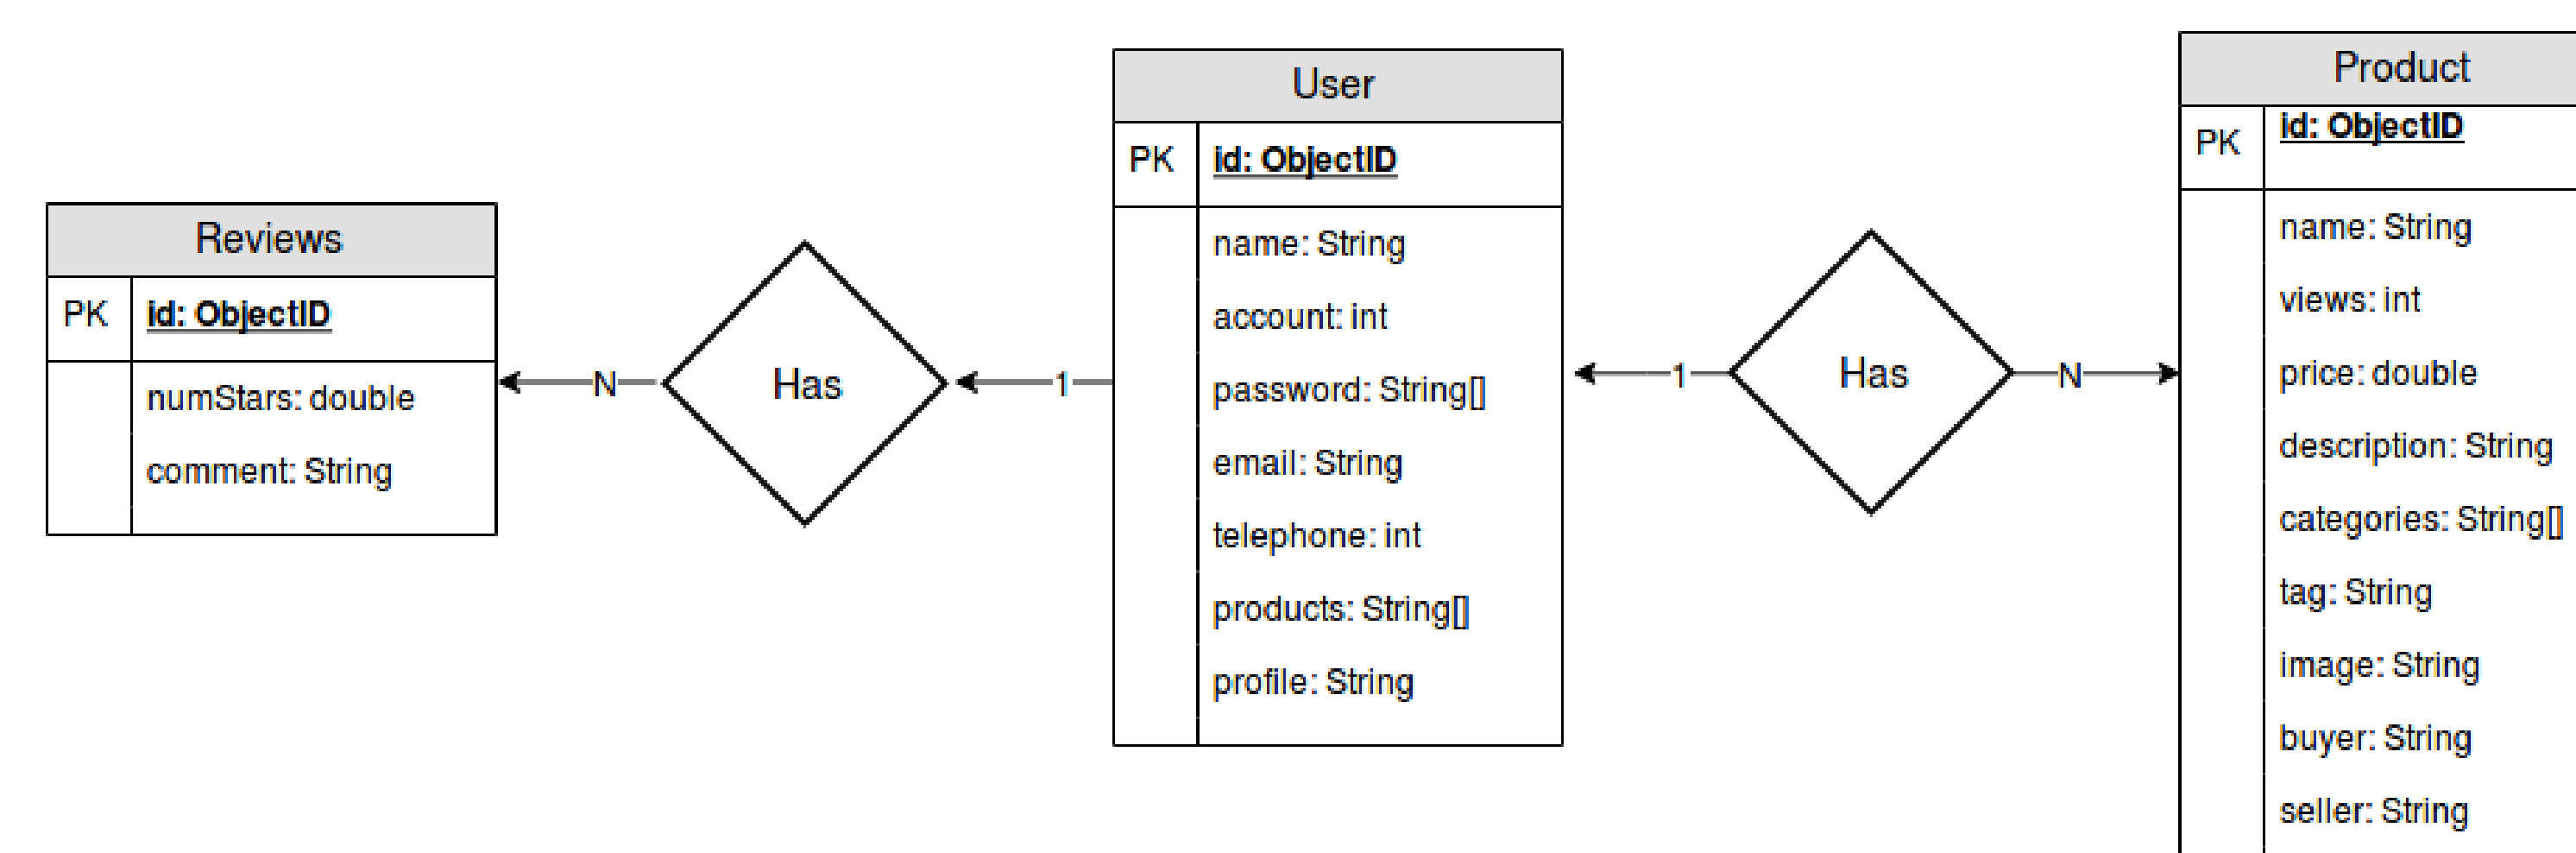 Reviews
PK id: ObjectID
numStars: double
comment: String
N
Has
1
User
PK id: ObjectID
name: String
account: int
password: String[]
email: String
telephone: int
products: String[]
profile: String
1
Has
N
Product
PK id: ObjectID
name: String
views: int
price: double
description: String
categories: String[]
tag: String
image: String
buyer: String
seller: String